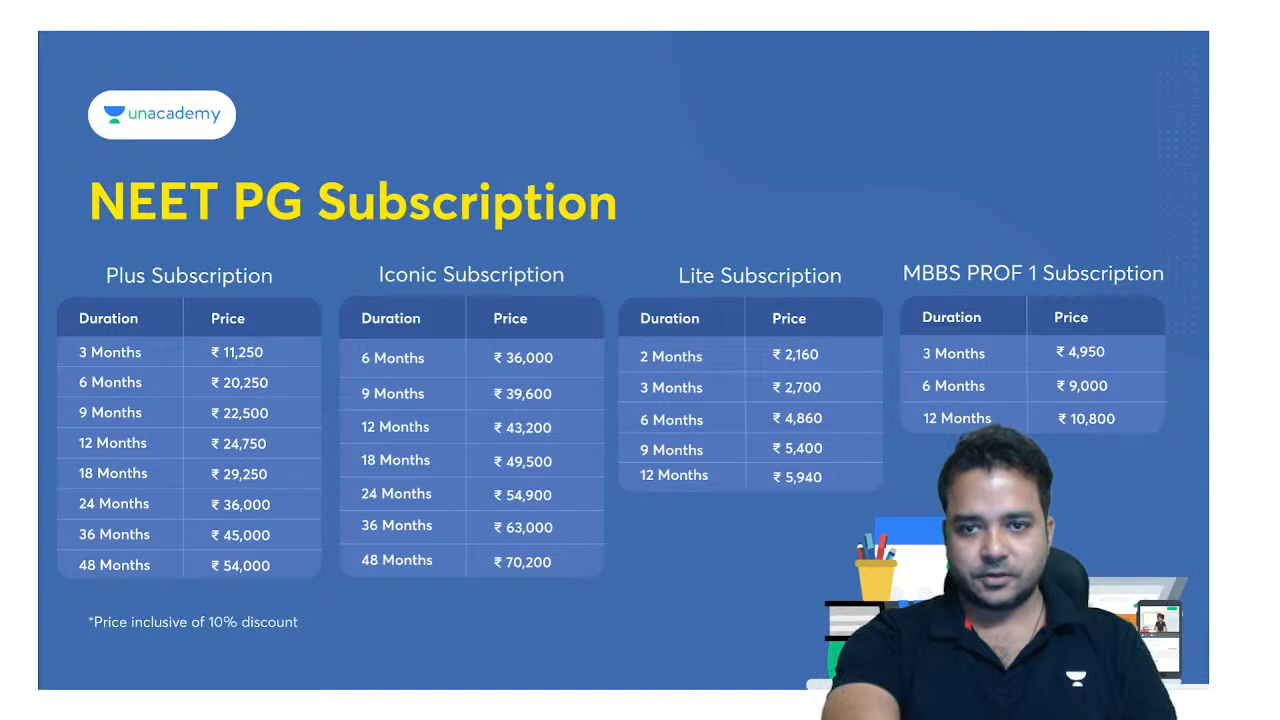 unacademy
NEET PG Subscription
Plus Subscription
Duration Price
3 Months ₹ 11,250
6 Months ₹ 20,250
9 Months ₹ 22,500
12 Months ₹ 24,750
18 Months ₹ 29,250
24 Months ₹ 36,000
36 Months ₹ 45,000
48 Months ₹ 54,000
Iconic Subscription
Duration Price
6 Months ₹ 36,000
9 Months ₹ 39,600
12 Months ₹ 43,200
18 Months ₹ 49,500
24 Months ₹ 54,900
36 Months ₹ 63,000
48 Months ₹ 70,200
Lite Subscription
Duration Price
2 Months ₹ 2,160
3 Months ₹ 2,700
6 Months ₹ 4,860
9 Months ₹ 5,400
12 Months ₹ 5,940
MBBS PROF 1 Subscription
Duration Price
3 Months ₹ 4,950
6 Months ₹ 9,000
12 Months ₹ 10,800
*Price inclusive of 10% discount